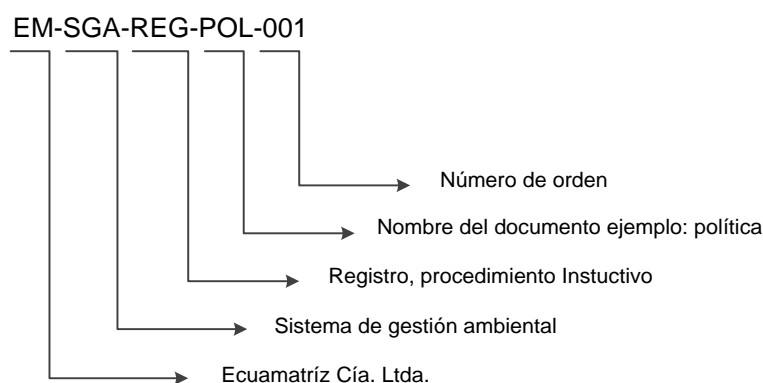 EM-SGA-REG-POL-001
Número de orden
Nombre del documento ejemplo: política
Registro, procedimiento Instuctivo
Sistema de gestión ambiental
Ecuamatríz Cía. Ltda.